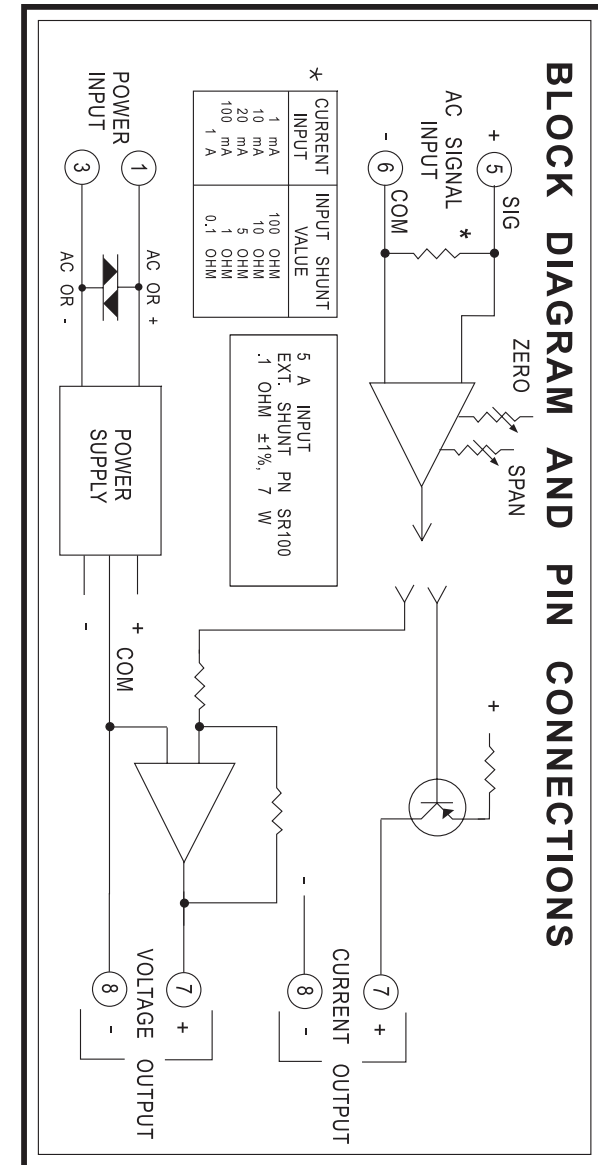 BLOCK DIAGRAM AND PIN CONNECTIONS
AC SIGNAL
INPUT
+
5
SIG
-
6
COM
*
ZERO
SPAN
+
*
CURRENT
INPUT
INPUT SHUNT
VALUE
1 mA
100 OHM
10 mA
10 OHM
20 mA
5 OHM
100 mA
1 OHM
1 A
0.1 OHM
5 A INPUT
EXT. SHUNT PN SR100
.1 OHM ±1%, 7 W
7
+
CURRENT OUTPUT
-
8
-
POWER
INPUT
1
AC OR +
3
AC OR -
POWER
SUPPLY
+
COM
-
7
+
VOLTAGE OUTPUT
8
-